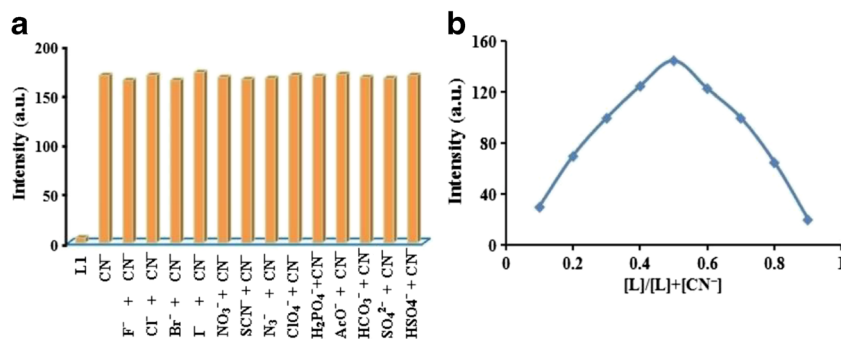 a
200
150
100
50
0
Intensity (a.u.)
L1
CN⁻
F⁻ + CN⁻
Cl⁻ + CN⁻
Br⁻ + CN⁻
I⁻ + CN⁻
NO₃⁻ + CN⁻
SCN⁻ + CN⁻
N₃⁻ + CN⁻
ClO₄⁻ + CN⁻
H₂PO₄⁻+CN⁻
AcO⁻ + CN⁻
HCO₃⁻ + CN⁻
SO₄²⁻ + CN⁻
HSO4⁻ + CN⁻
b
160
120
80
40
0
Intensity (a.u.)
0 0.2 0.4 0.6 0.8 1
[L]/[L]+[CN⁻]